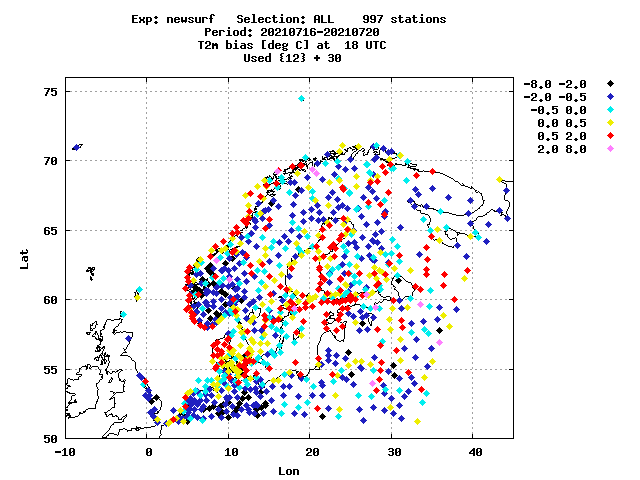 Exp: newsurf   Selection: ALL    997 stations
Period: 20210716-20210720
T2m bias [deg C] at  18 UTC
Used {12} + 30
-8.0 -2.0
-2.0 -0.5
-0.5 0.0
0.0 0.5
0.5 2.0
2.0 8.0
75
70
65
60
55
50
Lat
-10 0 10 20 30 40
Lon